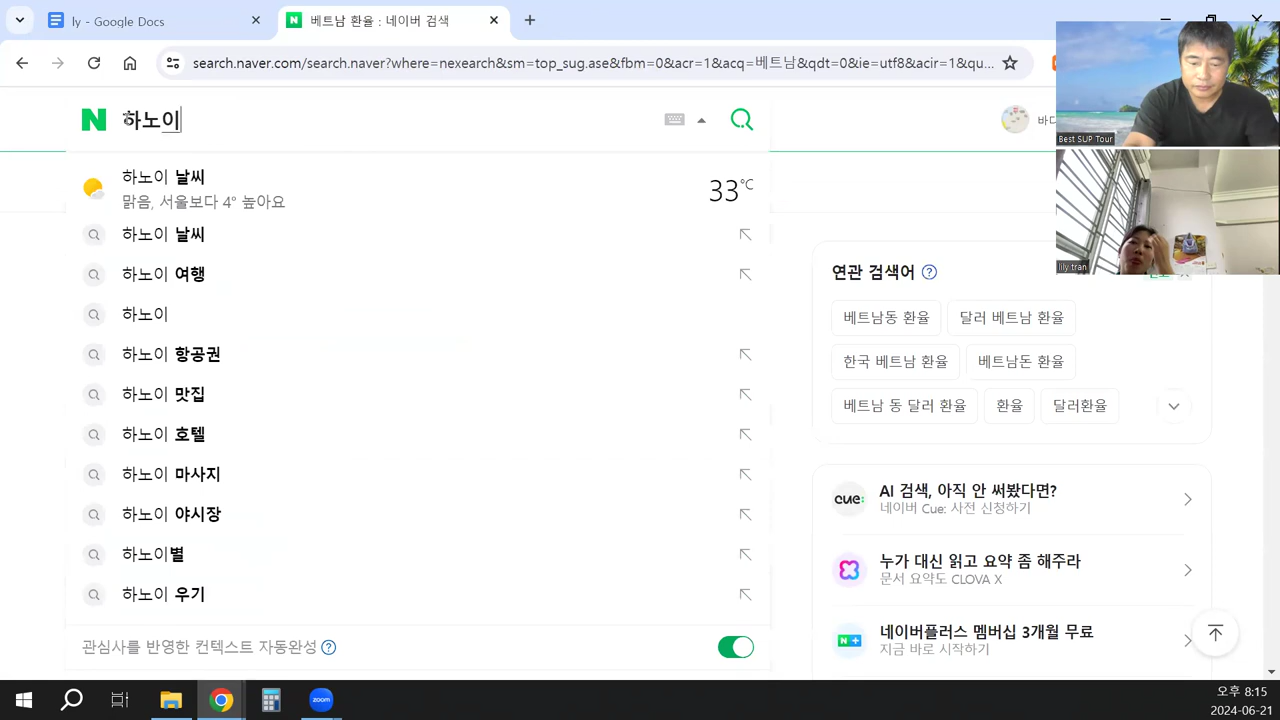 ly - Google Docs
베트남 환율 : 네이버 검색
search.naver.com/search.naver?where=nexearch&sm=top_sug.ase&fbm=0&acr=1&acq=베트남&qdt=0&ie=utf8&acir=1&qu...
N
하노이
바다
Best SUP Tour
lily tran
하노이 날씨
맑음, 서울보다 4° 높아요
33°C
하노이 날씨
하노이 여행
하노이
하노이 항공권
하노이 맛집
하노이 호텔
하노이 마사지
하노이 야시장
하노이별
하노이 우기
관심사를 반영한 컨텍스트 자동완성
연관 검색어
베트남동 환율
달러 베트남 환율
한국 베트남 환율
베트남돈 환율
베트남 동 달러 환율
환율
달러환율
cue:
AI 검색, 아직 안 써봤다면?
네이버 Cue: 사전 신청하기
누가 대신 읽고 요약 좀 해주라
문서 요약도 CLOVA X
N+
네이버플러스 멤버십 3개월 무료
지금 바로 시작하기
zoom
오후 8:15
2024-06-21